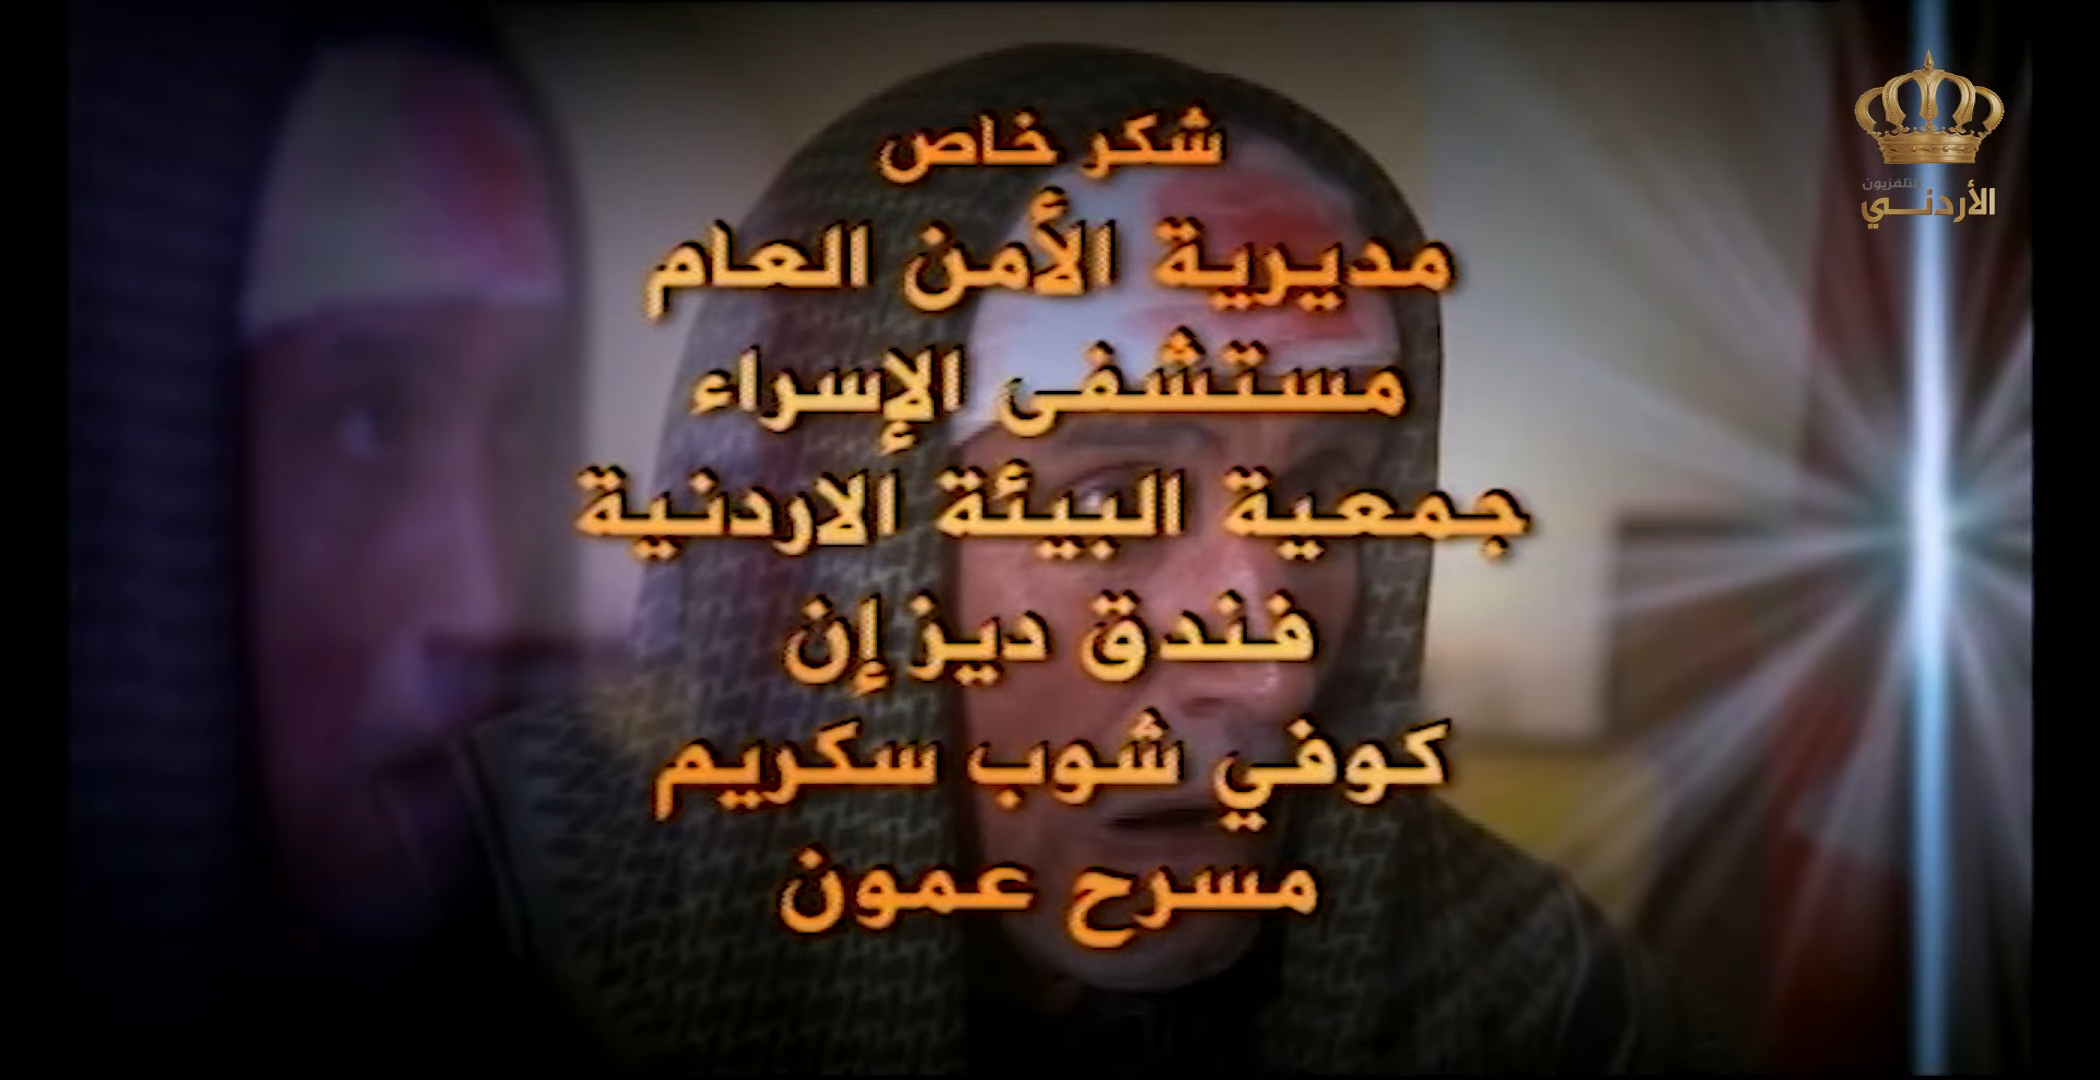 شكر خاص
مديرية الأمن العام
مستشفى الإسراء
جمعية البيئة الاردنية
فندق ديز إن
كوفي شوب سكريم
مسرح عمون
التلفزيون
الأردني